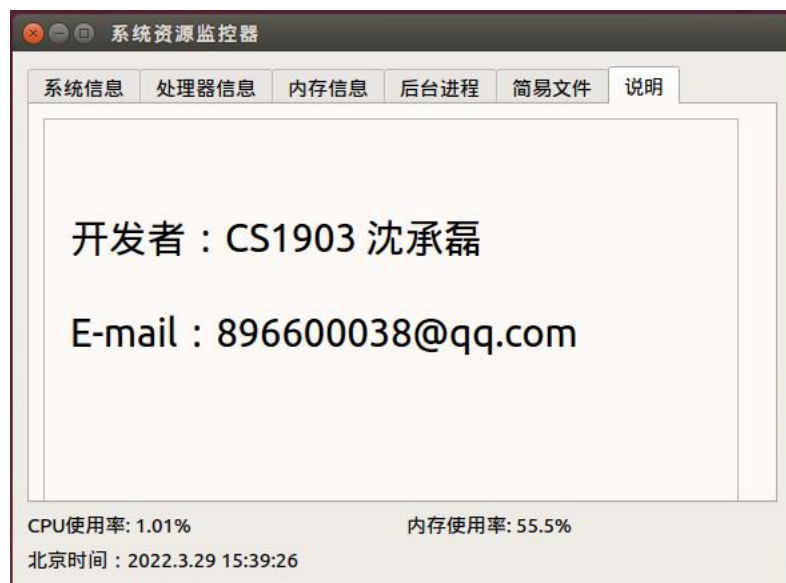 系统资源监控器
系统信息 处理器信息 内存信息 后台进程 简易文件 说明
开发者：CS1903 沈承磊
E-mail：896600038@qq.com
CPU使用率: 1.01% 内存使用率: 55.5%
北京时间：2022.3.29 15:39:26